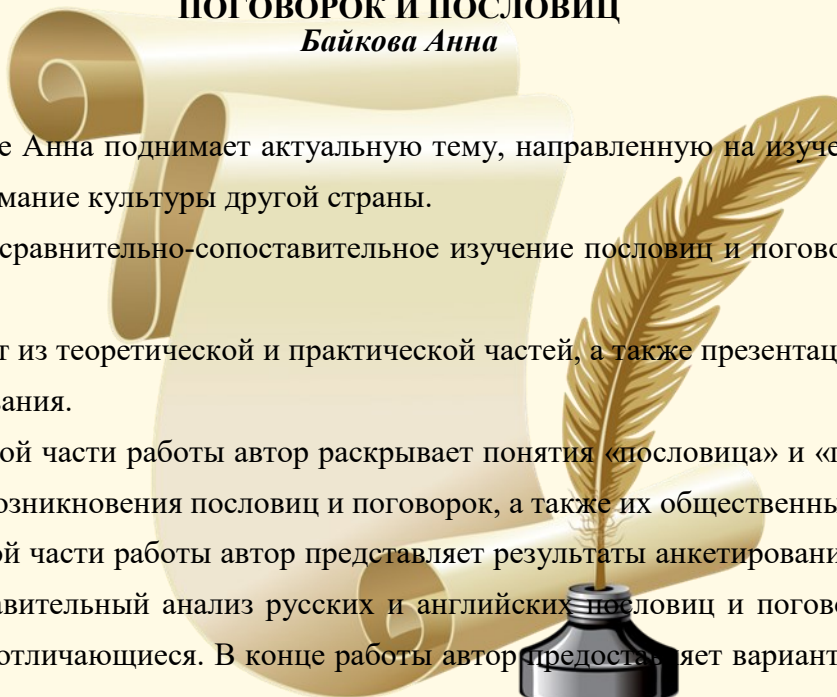 ПОГОВОРОК И ПОСЛОВИЦ
Байкова Анна
е Анна поднимает актуальную тему, направленную на изуче
мание культуры другой страны.
сравнительно-сопоставительное изучение пословиц и погово
т из теоретической и практической частей, а также презентац
вания.
ой части работы автор раскрывает понятия «пословица» и «п
озникновения пословиц и поговорок, а также их общественны
ой части работы автор представляет результаты анкетировани
авительный анализ русских и английских пословиц и погово
отличающиеся. В конце работы автор предоставляет вариант